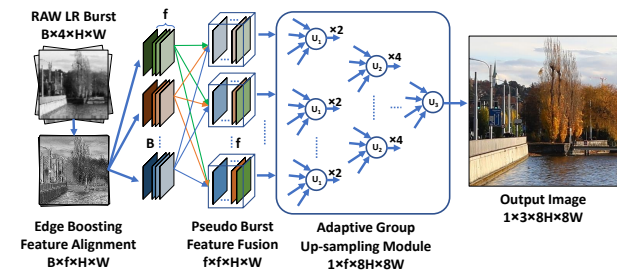 RAW LR Burst
B×4×H×W
f
B
f
U₁
×2
U₁
×2
U₁
×2
U₂
×4
U₂
×4
U₃
Edge Boosting
Feature Alignment
B×f×H×W
Pseudo Burst
Feature Fusion
f×f×H×W
Adaptive Group
Up-sampling Module
1×f×8H×8W
Output Image
1×3×8H×8W